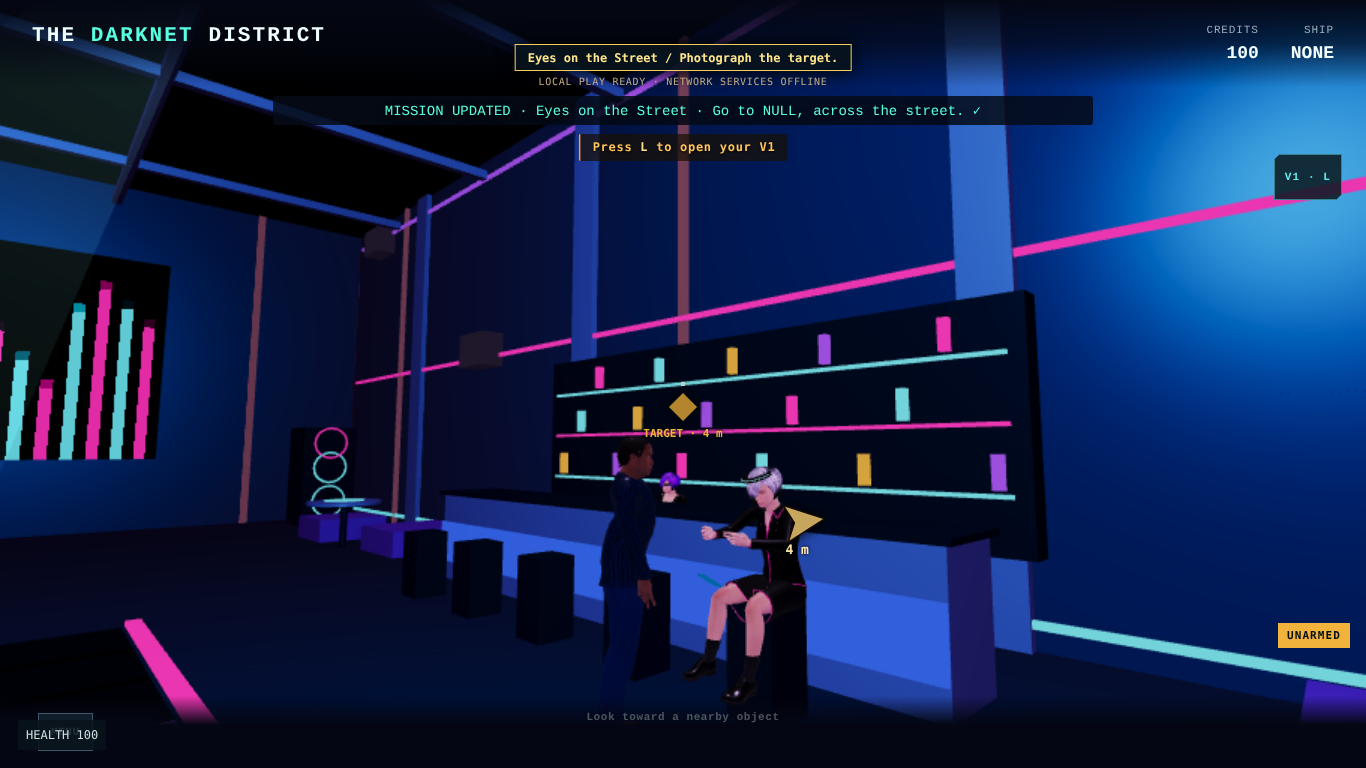 THE DARKNET DISTRICT
CREDITS
100
SHIP
NONE
Eyes on the Street / Photograph the target.
LOCAL PLAY READY · NETWORK SERVICES OFFLINE
MISSION UPDATED · Eyes on the Street · Go to NULL, across the street. ✓
Press L to open your V1
V1 · L
TARGET · 4 m
4 m
UNARMED
Look toward a nearby object
HEALTH 100